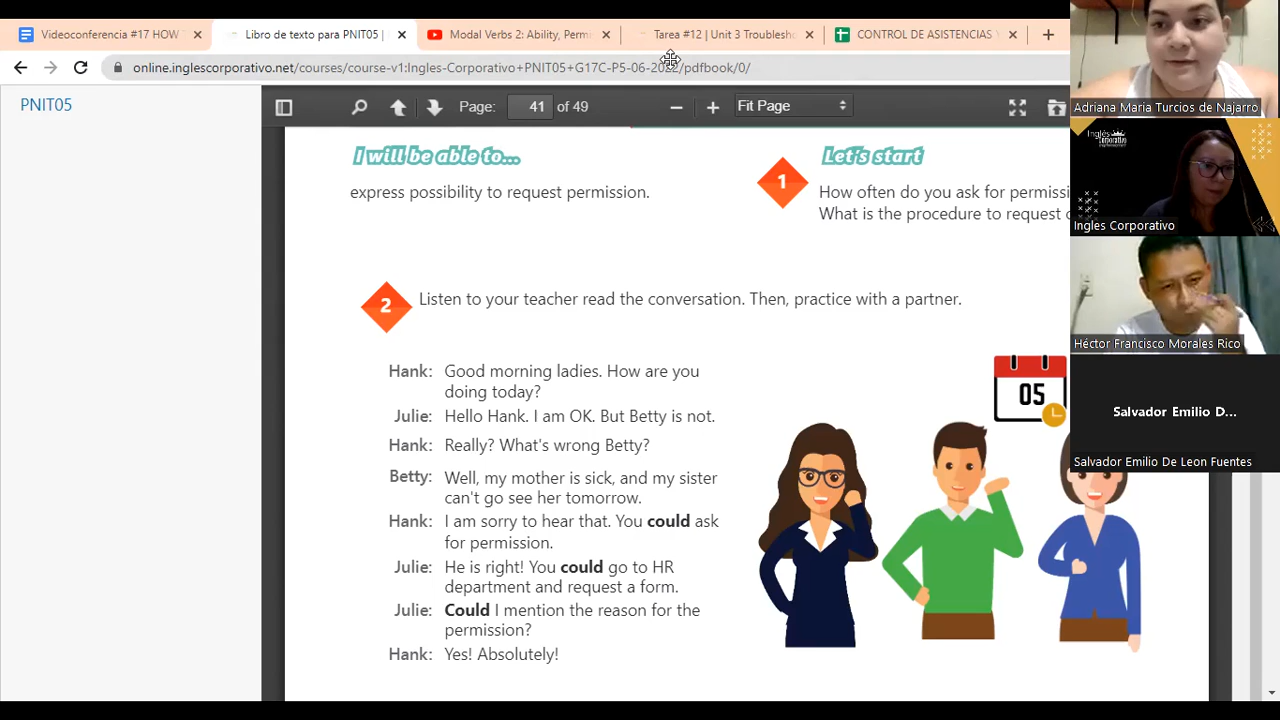 Videoconferencia #17 HOW
Libro de texto para PNIT05 |
Modal Verbs 2: Ability, Perm
Tarea #12 | Unit 3 Troublesh
CONTROL DE ASISTENCIAS
online.inglescorporativo.net/courses/course-v1:Ingles-Corporativo+PNIT05+G17C-P5-06-2022/pdfbook/0/
PNIT05
Page: 41 of 49
Fit Page
I will be able to...
express possibility to request permission.
1
Let's start
How often do you ask for permissi
What is the procedure to request
2
Listen to your teacher read the conversation. Then, practice with a partner.
Hank: Good morning ladies. How are you
doing today?
Julie: Hello Hank. I am OK. But Betty is not.
Hank: Really? What's wrong Betty?
Betty: Well, my mother is sick, and my sister
can't go see her tomorrow.
Hank: I am sorry to hear that. You could ask
for permission.
Julie: He is right! You could go to HR
department and request a form.
Julie: Could I mention the reason for the
permission?
Hank: Yes! Absolutely!
05
Adriana Maria Turcios de Najarro
Inglés
Corporativo
Ingles Corporativo
Héctor Francisco Morales Rico
Salvador Emilio D...
Salvador Emilio De Leon Fuentes